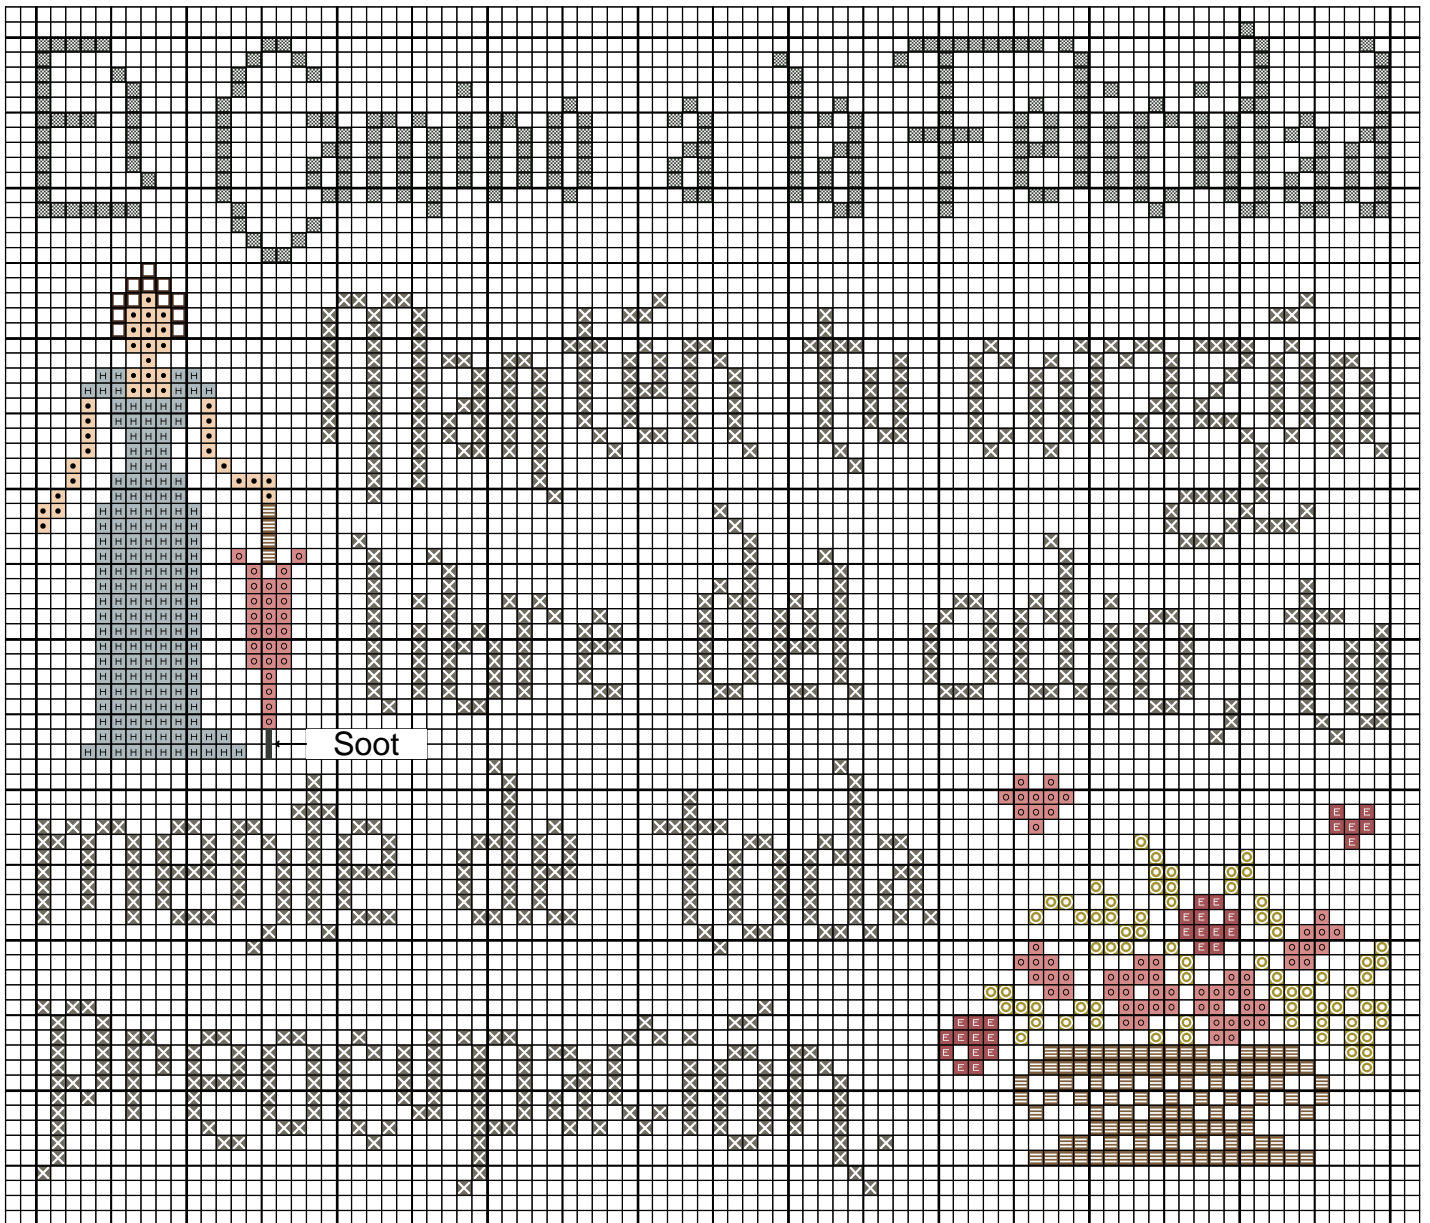 El Camino a la Felicidad
Mantén tu corazón
libre del odio, tu
Soot
mente de toda
preocupación.